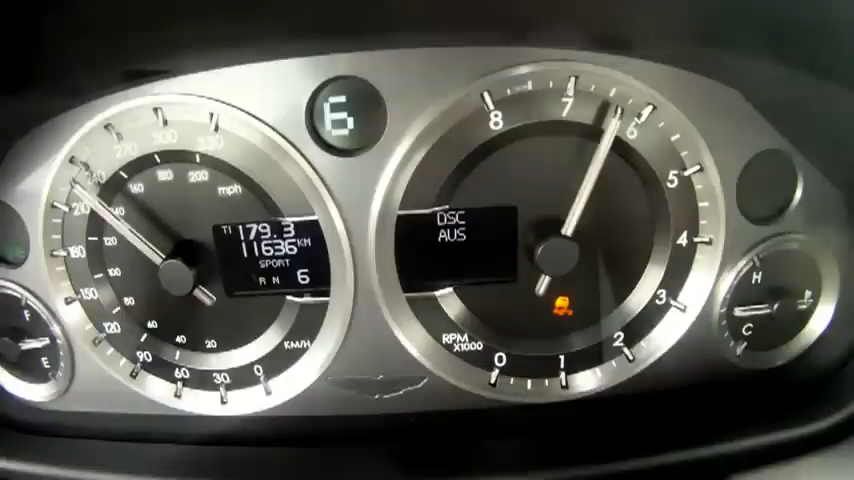 6
330
300
270
240
210
180
150
120
90
60
30
0
KM/H
200
180
160
140
120
100
80
60
40
20
mph
T1 179.3
11636 KM
SPORT
R N 6
DSC
AUS
8
7
6
5
4
3
2
1
0
RPM
X1000
F
E
H
C